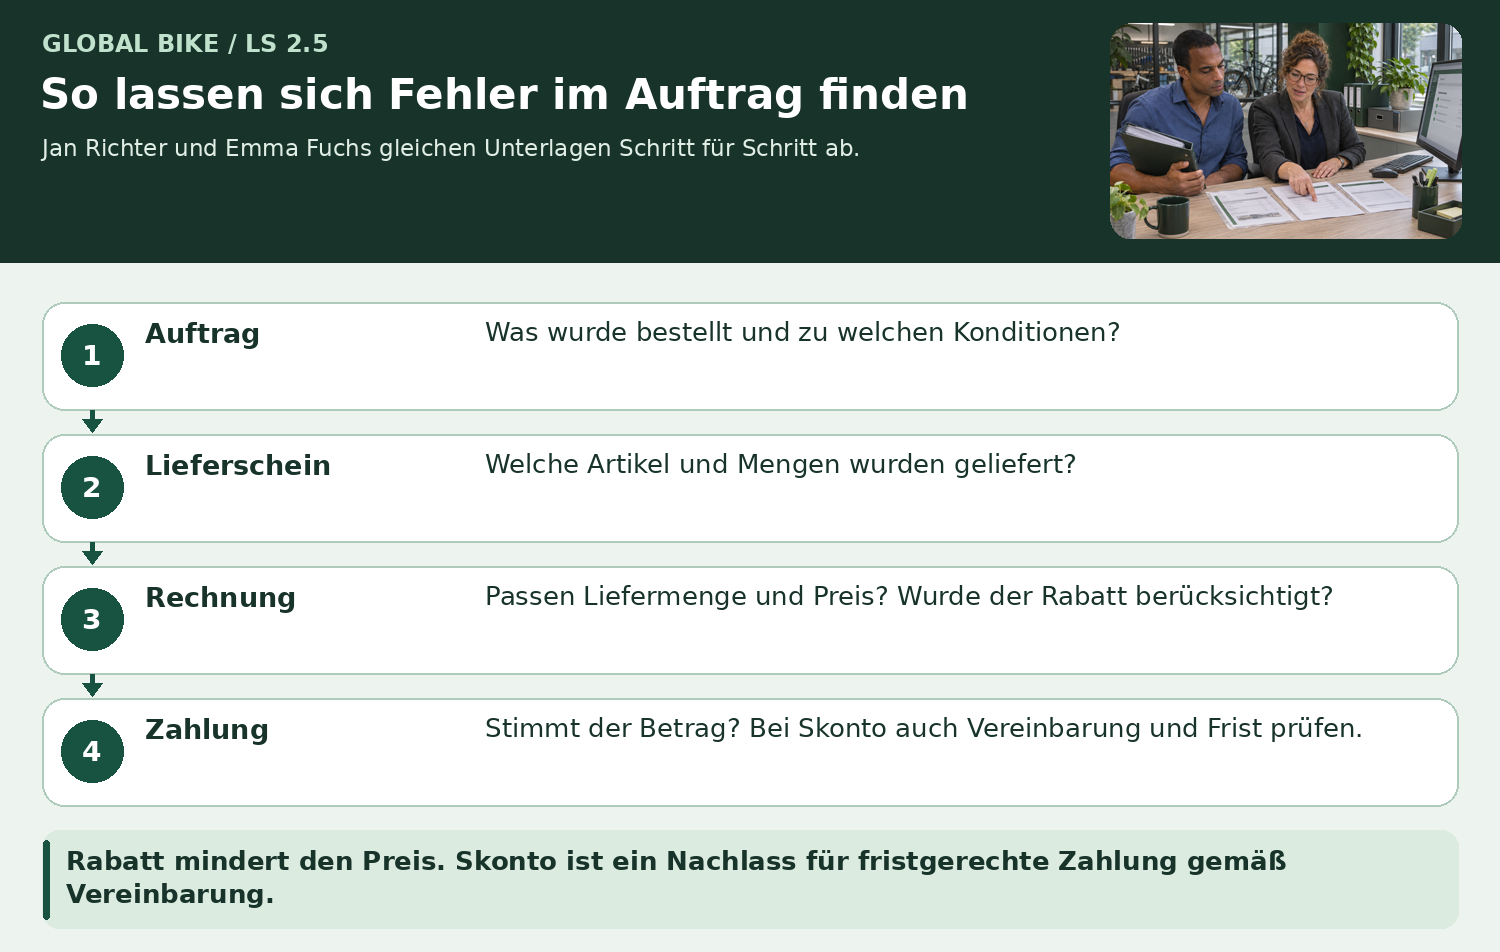 GLOBAL BIKE / LS 2.5
So lassen sich Fehler im Auftrag finden
Jan Richter und Emma Fuchs gleichen Unterlagen Schritt für Schritt ab.
1 Auftrag Was wurde bestellt und zu welchen Konditionen?
2 Lieferschein Welche Artikel und Mengen wurden geliefert?
3 Rechnung Passen Liefermenge und Preis? Wurde der Rabatt berücksichtigt?
4 Zahlung Stimmt der Betrag? Bei Skonto auch Vereinbarung und Frist prüfen.
Rabatt mindert den Preis. Skonto ist ein Nachlass für fristgerechte Zahlung gemäß
Vereinbarung.